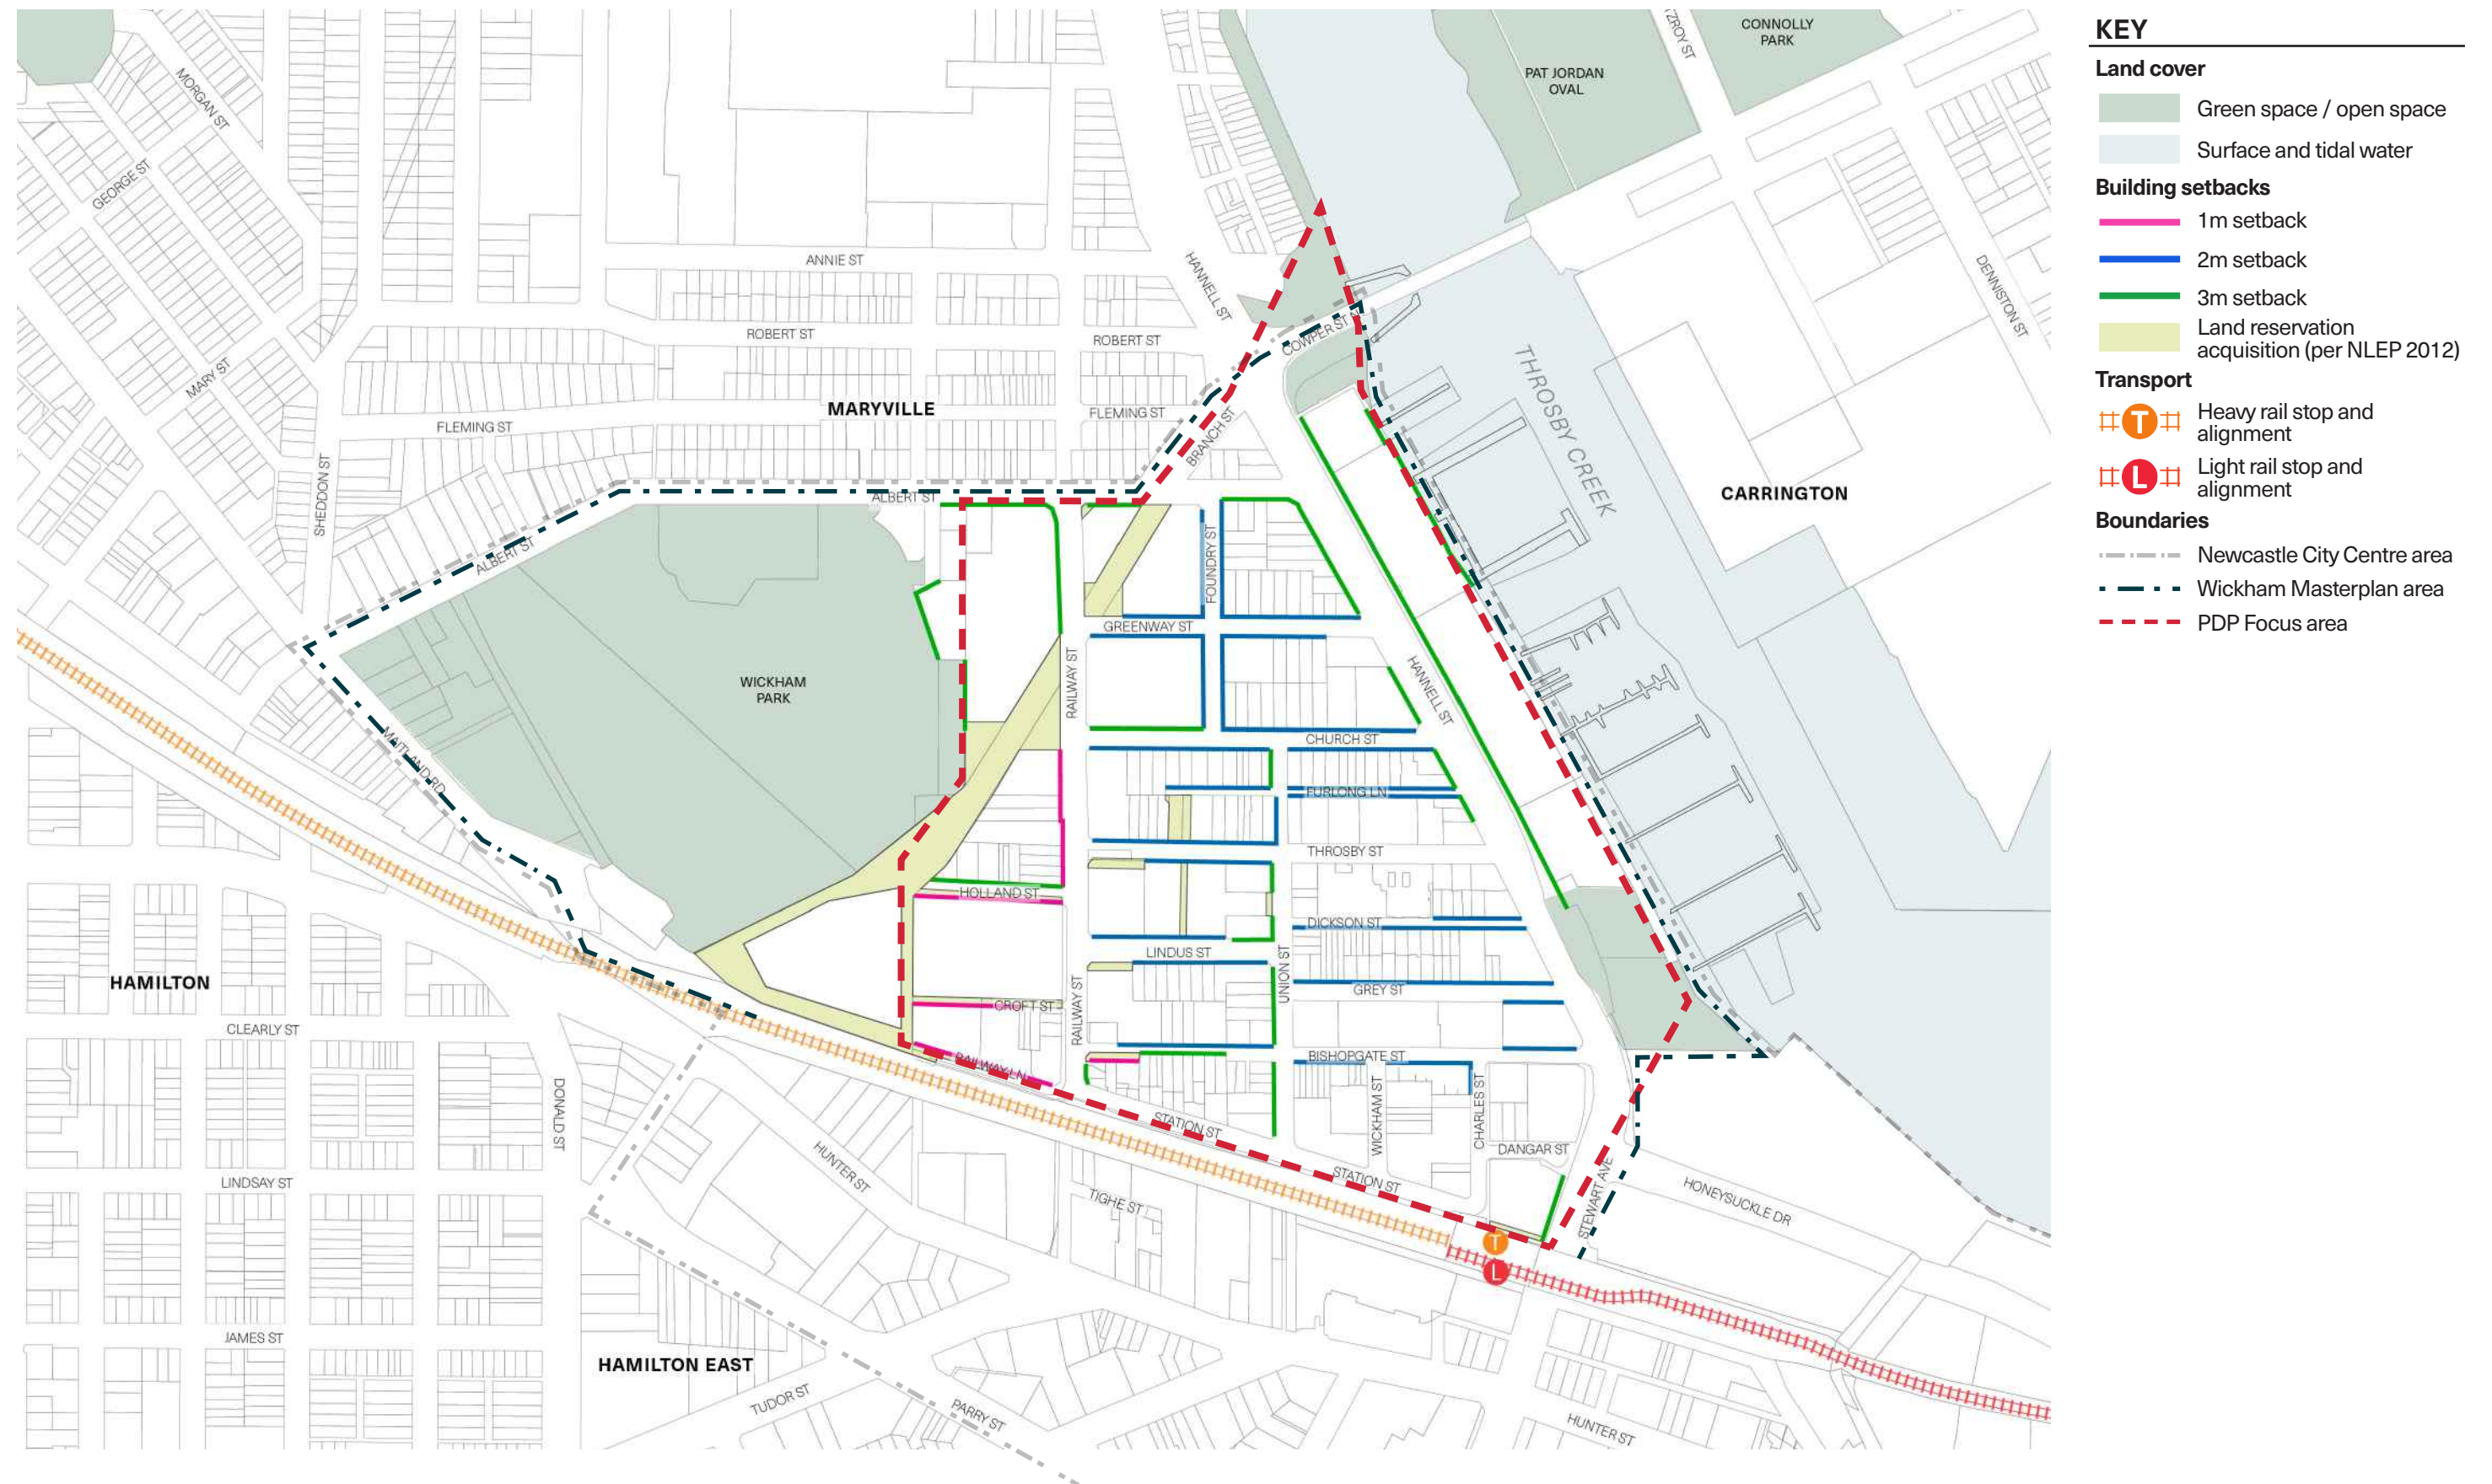 KEY
Land cover
Green space / open space
Surface and tidal water
Building setbacks
1m setback
2m setback
3m setback
Land reservation
acquisition (per NLEP 2012)
Transport
T
Heavy rail stop and
alignment
L
Light rail stop and
alignment
Boundaries
Newcastle City Centre area
Wickham Masterplan area
PDP Focus area
CONNOLLY
PARK
PAT JORDAN
OVAL
MORGAN ST
GEORGE ST
ANNIE ST
HANNELL ST
DENNISTON ST
COWPER ST N
ROBERT ST
ROBERT ST
MARY ST
THROSBY CREEK
MARYVILLE
FLEMING ST
FLEMING ST
BRANCH ST
SHEDDON ST
ALBERT ST
CARRINGTON
ALBERT ST
FOUNDRY ST
GREENWAY ST
WICKHAM
PARK
RAILWAY ST
HANNELL ST
CHURCH ST
MAITLAND RD
FURLONG LN
THROSBY ST
HOLLAND ST
DICKSON ST
LINDUS ST
UNION ST
HAMILTON
GREY ST
CROFT ST
RAILWAY ST
CLEARLY ST
BISHOPGATE ST
RAILWAY LN
DONALD ST
WICKHAM ST
CHARLES ST
STATION ST
DANGAR ST
HUNTER ST
STATION ST
LINDSAY ST
TIGHE ST
STEWART AVE
HONEYSUCKLE DR
T
L
JAMES ST
HAMILTON EAST
TUDOR ST
PARRY ST
HUNTER ST